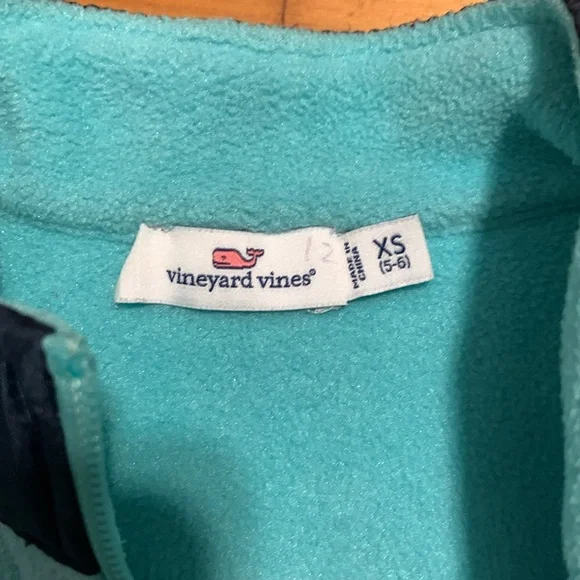 12
vineyard vines®
MADE IN
CHINA
XS
(5-6)